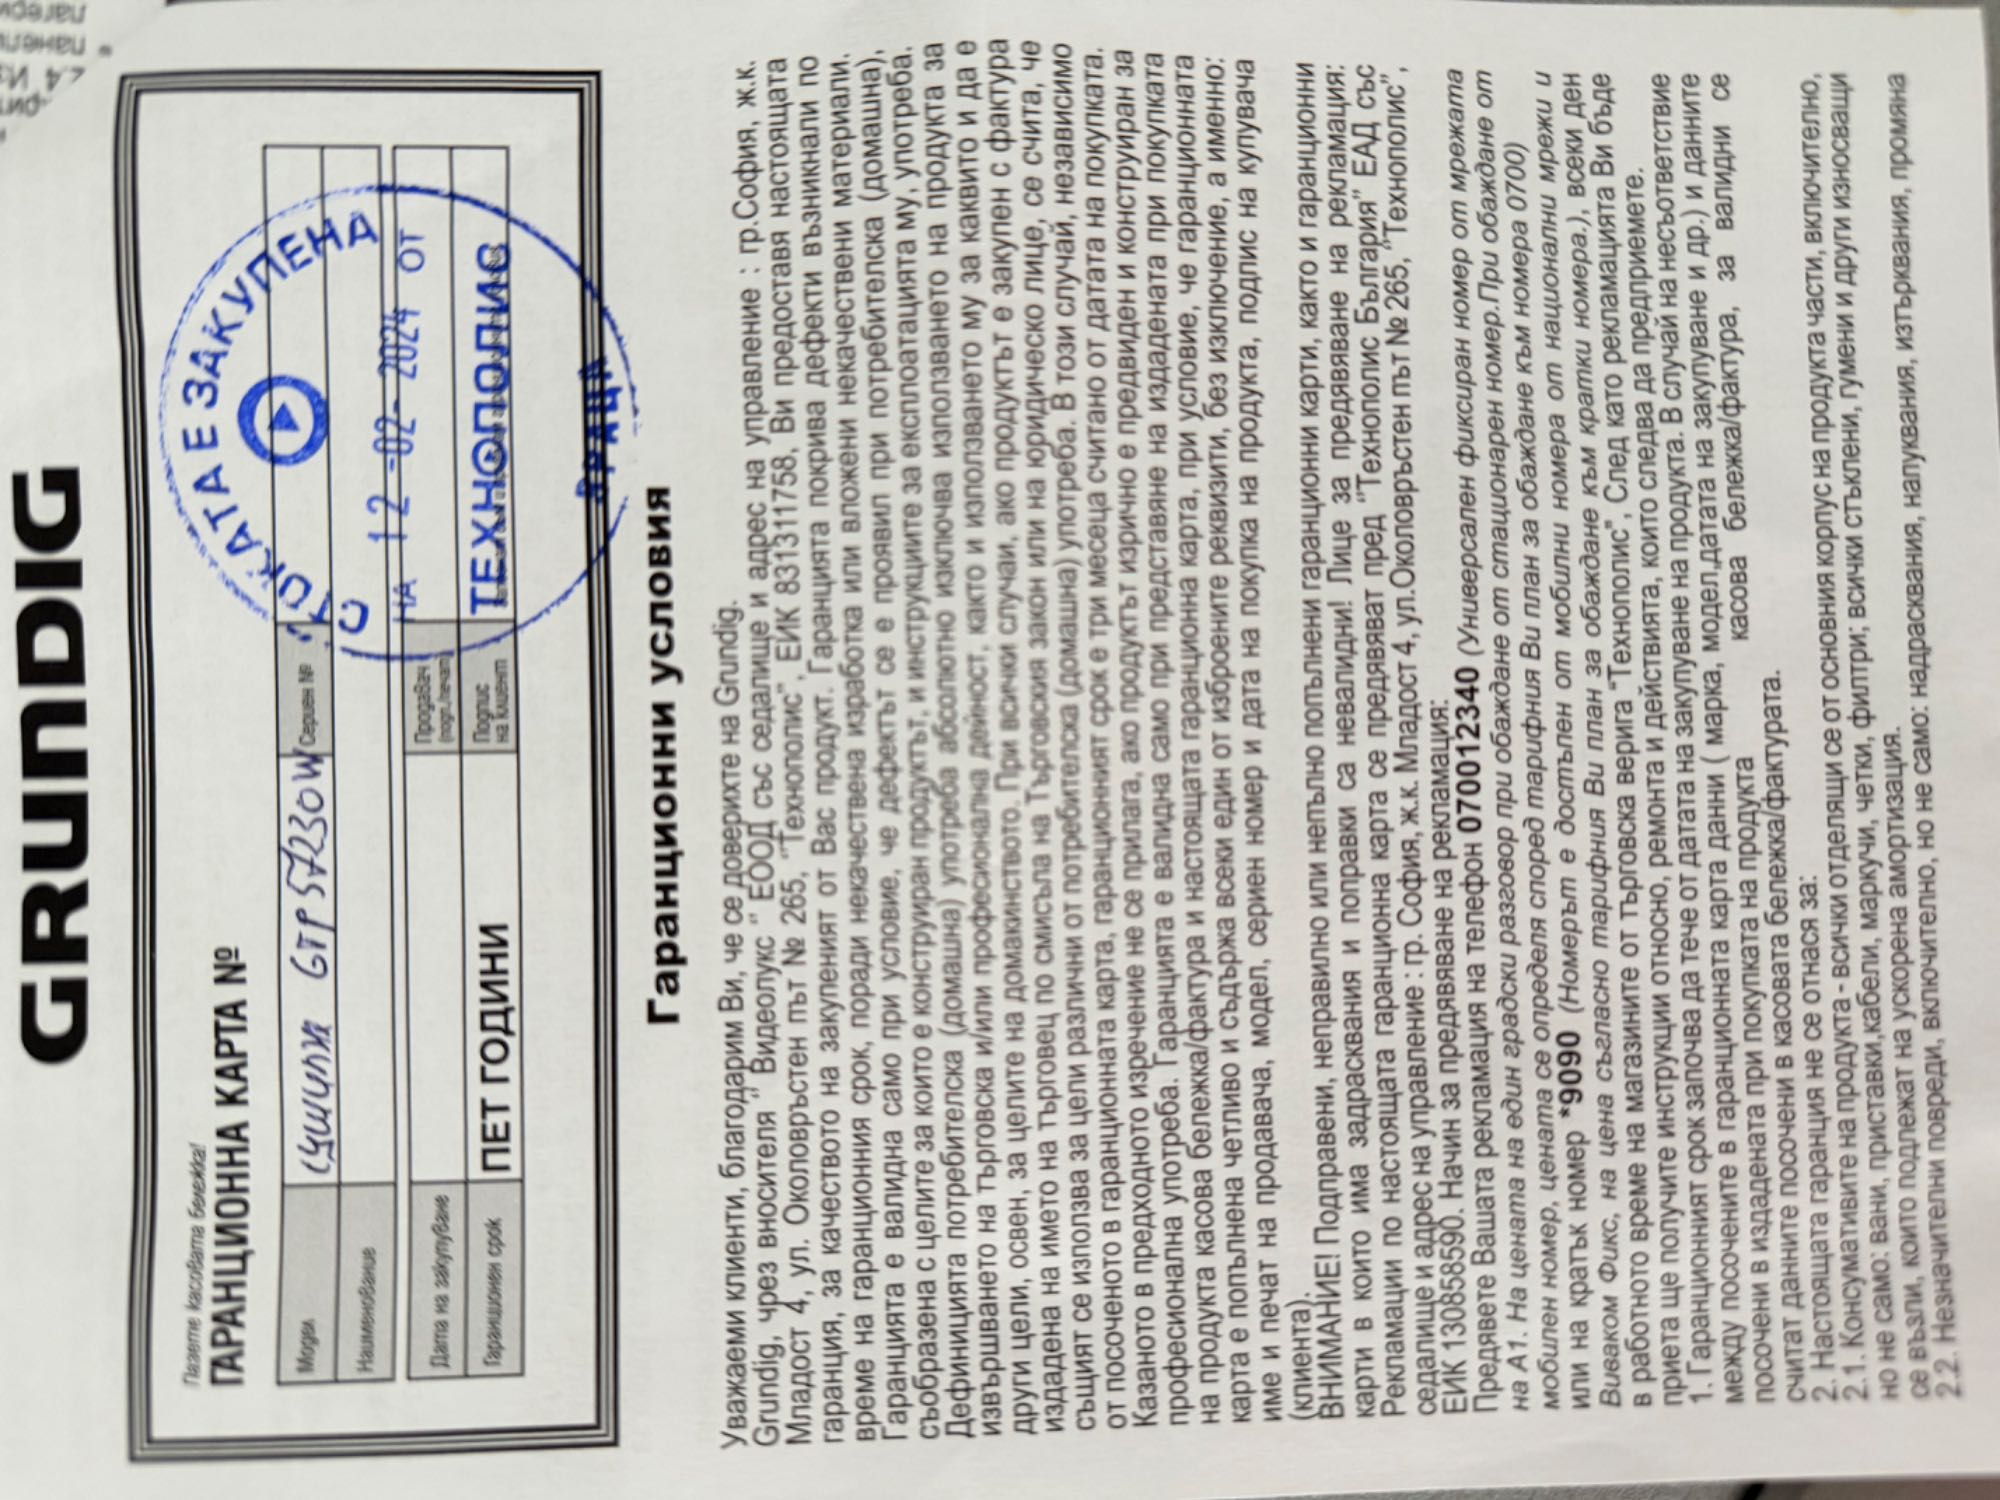 GRUNDIG
Пазете касовата бележка!
ГАРАНЦИОННА КАРТА №
Модел
сушилня GTP 57230W
Сериен №
Наименование
Дата на закупуване
Продавач (подп./печат)
Гаранционен срок
ПЕТ ГОДИНИ
Подпис на клиент
СТОКАТА Е ЗАКУПЕНА
НА 12-02-2024 ОТ
ТЕХНОПОЛИС
ВРАЦА
Гаранционни условия
Уважаеми клиенти, благодарим Ви, че се доверихте на Grundig.
Grundig, чрез вносителя “ Видеолукс “ ЕООД със седалище и адрес на управление : гр.София, ж.к.
Младост 4, ул. Околовръстен път № 265, “Технополис”, ЕИК 831311758, Ви предоставя настоящата
гаранция, за качеството на закупеният от Вас продукт. Гаранцията покрива дефекти възникнали по
време на гаранционния срок, поради некачествена изработка или вложени некачествени материали.
Гаранцията е валидна само при условие, че дефектът се е проявил при потребителска (домашна),
съобразена с целите за които е конструиран продуктът, и инструкциите за експлоатацията му, употреба.
Дефиницията потребителска (домашна) употреба абсолютно изключва използването на продукта за
извършването на търговска и/или професионална дейност, както и използването му за каквито и да е
други цели, освен, за целите на домакинството. При всички случаи, ако продуктът е закупен с фактура
издадена на името на търговец по смисъла на Търговския закон или на юридическо лице, се счита, че
същият се използва за цели различни от потребителска (домашна) употреба. В този случай, независимо
от посоченото в гаранционната карта, гаранционният срок е три месеца считано от датата на покупката.
Казаното в предходното изречение не се прилага, ако продуктът изрично е предвиден и конструиран за
професионална употреба. Гаранцията е валидна само при представяне на издадената при покупката
на продукта касова бележка/фактура и настоящата гаранционна карта, при условие, че гаранционната
карта е попълнена четливо и съдържа всеки един от изброените реквизити, без изключение, а именно:
име и печат на продавача, модел, сериен номер и дата на покупка на продукта, подпис на купувача
(клиента).
ВНИМАНИЕ! Подправени, неправилно или непълно попълнени гаранционни карти, както и гаранционни
карти в които има задрасквания и поправки са невалидни! Лице за предявяване на рекламация:
Рекламации по настоящата гаранционна карта се предявяват пред “Технополис България” ЕАД със
седалище и адрес на управление : гр. София, ж.к. Младост 4, ул.Околовръстен път № 265, “Технополис”,
ЕИК 130858590. Начин за предявяване на рекламация:
Предявете Вашата рекламация на телефон 070012340 (Универсален фиксиран номер от мрежата
на А1. На цената на един градски разговор при обаждане от стационарен номер.При обаждане от
мобилен номер, цената се определя според тарифния Ви план за обаждане към номера 0700)
или на кратък номер *9090 (Номерът е достъпен от мобилни номера от национални мрежи и
Виваком Фикс, на цена съгласно тарифния Ви план за обаждане към кратки номера.), всеки ден
в работното време на магазините от търговска верига “Технополис”, След като рекламацията Ви бъде
приета ще получите инструкции относно, ремонта и действията, които следва да предприемете.
1. Гаранционният срок започва да тече от датата на закупуване на продукта. В случай на несъответствие
между посочените в гаранционната карта данни ( марка, модел,датата на закупуване и др.) и данните
посочени в издадената при покупката на продукта касова бележка/фактура, за валидни се
считат данните посочени в касовата бележка/фактурата.
2. Настоящата гаранция не се отнася за:
2.1. Консумативите на продукта - всички отделящи се от основния корпус на продукта части, включително,
но не само: вани, приставки,кабели, маркучи, четки, филтри; всички стъклени, гумени и други износващи
се възли, които подлежат на ускорена амортизация.
2.2. Незначителни повреди, включително, но не само: надрасквания, напуквания, изтърквания, промяна